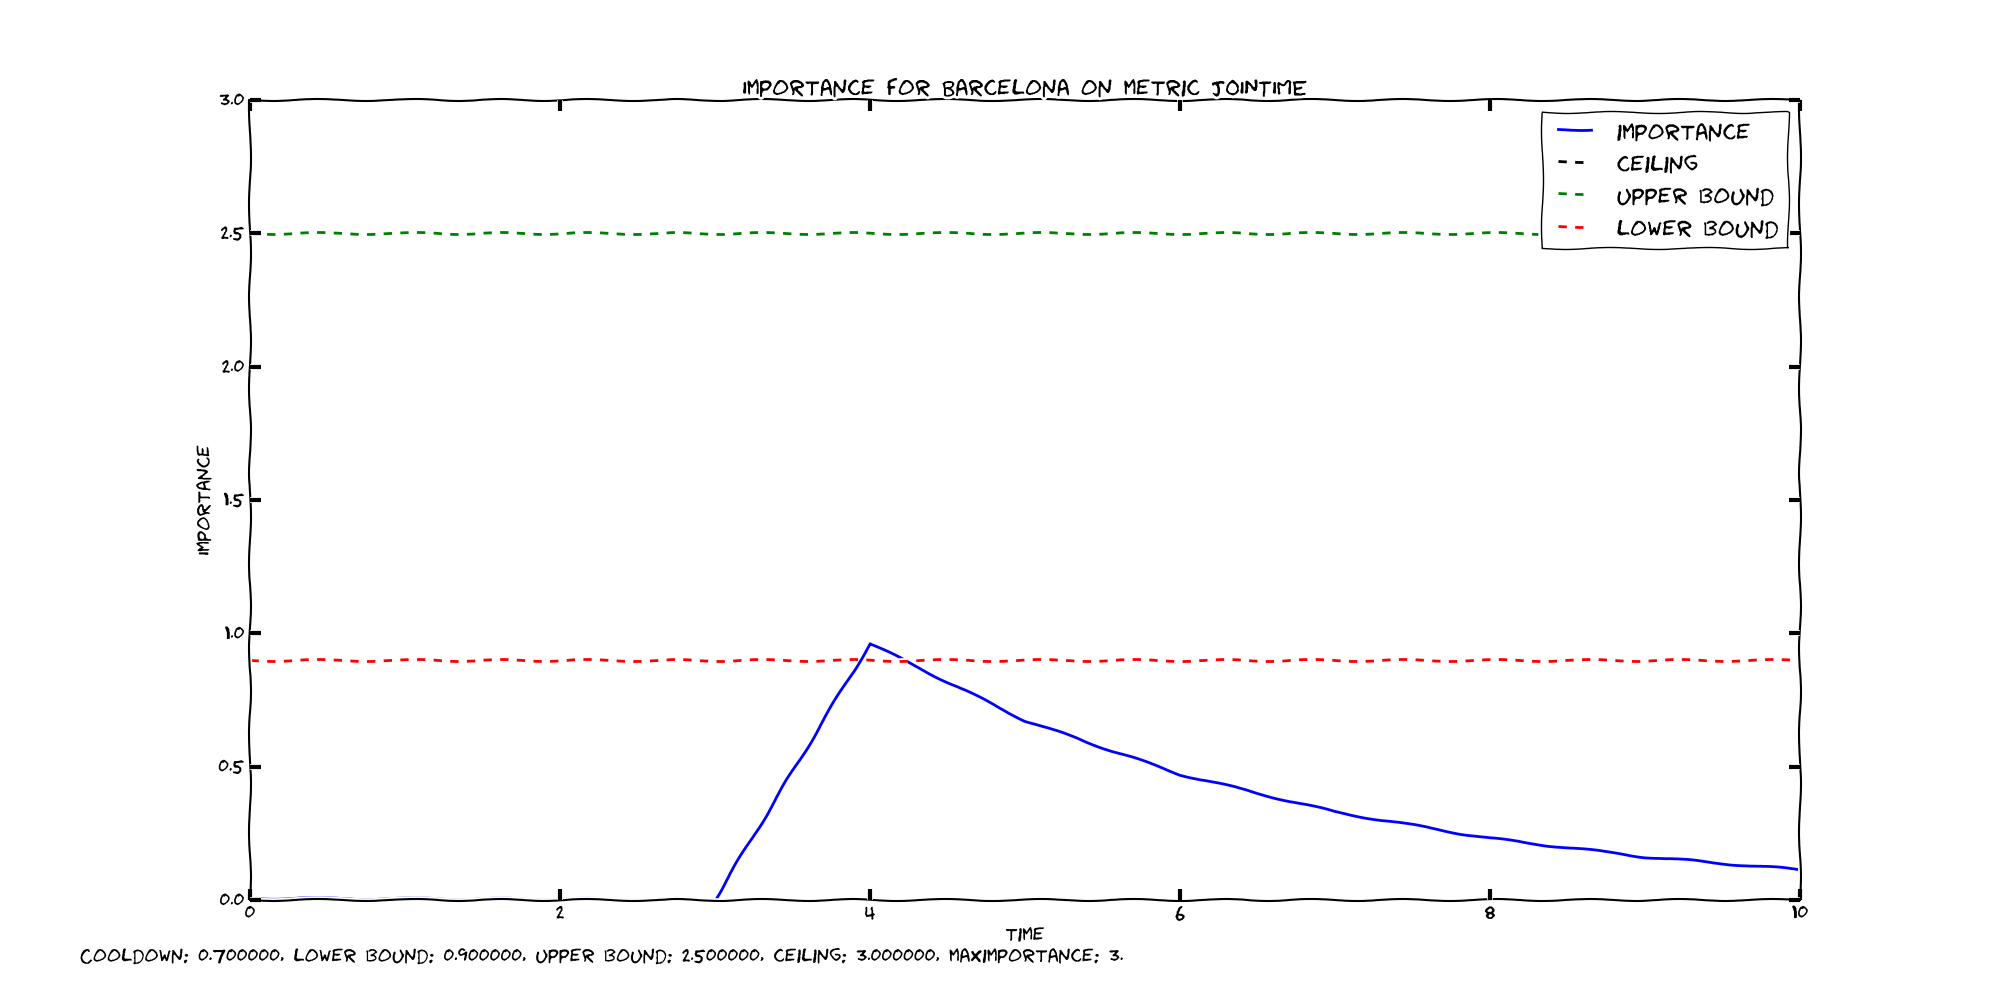 IMPORTANCE FOR BARCELONA ON METRIC JOINTIME
3.0
2.5
2.0
1.5
1.0
0.5
0.0
IMPORTANCE
IMPORTANCE
CEILING
UPPER BOUND
LOWER BOUND
0 2 4 6 8 10
TIME
COOLDOWN: 0.700000, LOWER BOUND: 0.900000, UPPER BOUND: 2.500000, CEILING: 3.000000, MAXIMPORTANCE: 3.